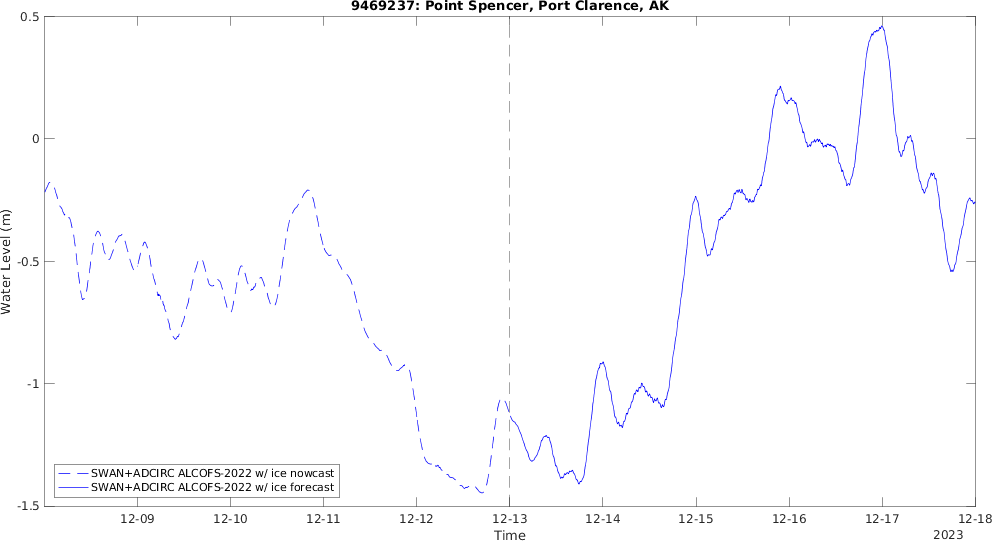 9469237: Point Spencer, Port Clarence, AK
0.5
0
-0.5
-1
-1.5
Water Level (m)
SWAN+ADCIRC ALCOFS-2022 w/ ice nowcast
SWAN+ADCIRC ALCOFS-2022 w/ ice forecast
12-09 12-10 12-11 12-12 12-13 12-14 12-15 12-16 12-17 12-18
Time
2023